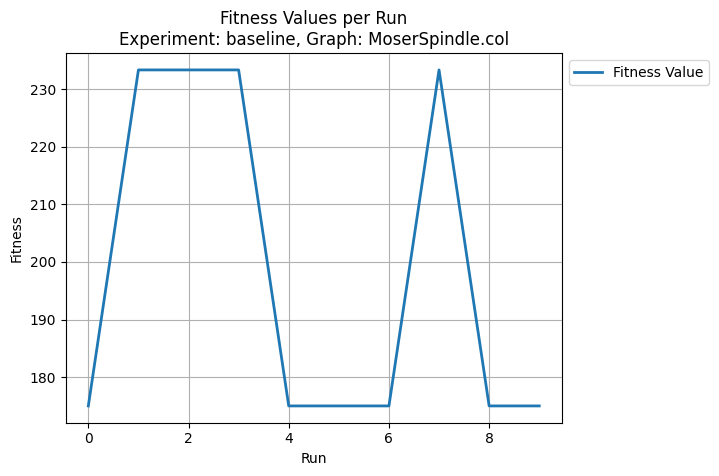 Fitness Values per Run
Experiment: baseline, Graph: MoserSpindle.col
Fitness Value
230
220
210
200
190
180
Fitness
0 2 4 6 8
Run